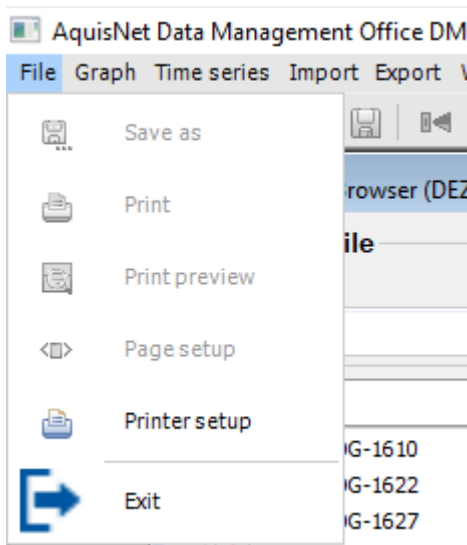 AquisNet Data Management Office DM
File Graph Time series Import Export
Save as
Print
rowser (DEZ
ile
Print preview
Page setup
Printer setup
G-1610
Exit
G-1622
G-1627